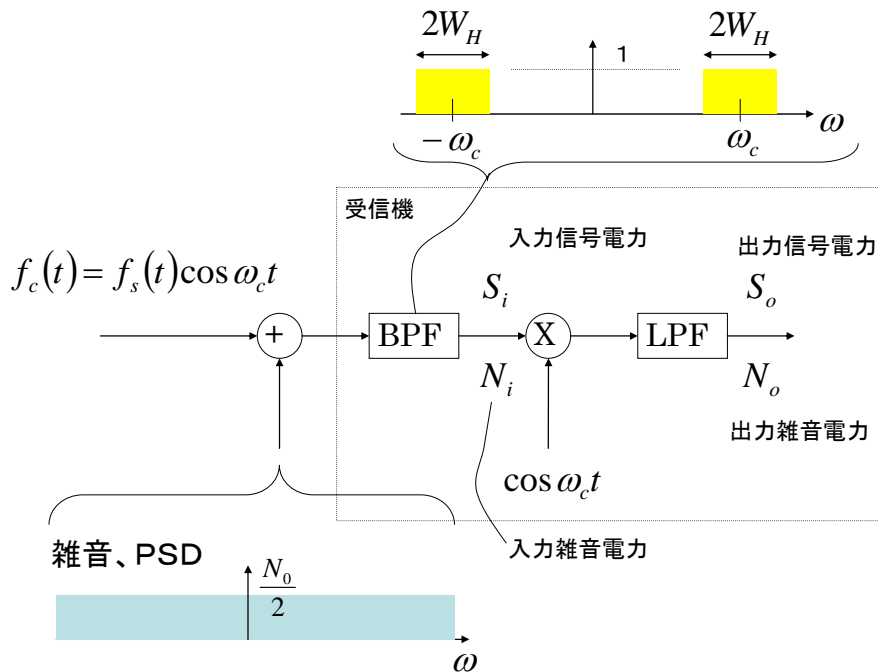 2W_H 2W_H
1
-ω_c ω_c ω
受信機
入力信号電力
出力信号電力
f_c(t) = f_s(t)cos ω_c t
S_i S_o
+ BPF X LPF
N_i N_o
出力雑音電力
cos ω_c t
雑音、PSD
入力雑音電力
N_0/2
ω